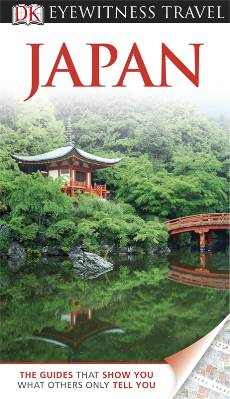 DK EYEWITNESS TRAVEL
JAPAN
THE GUIDES THAT SHOW YOU
WHAT OTHERS ONLY TELL YOU